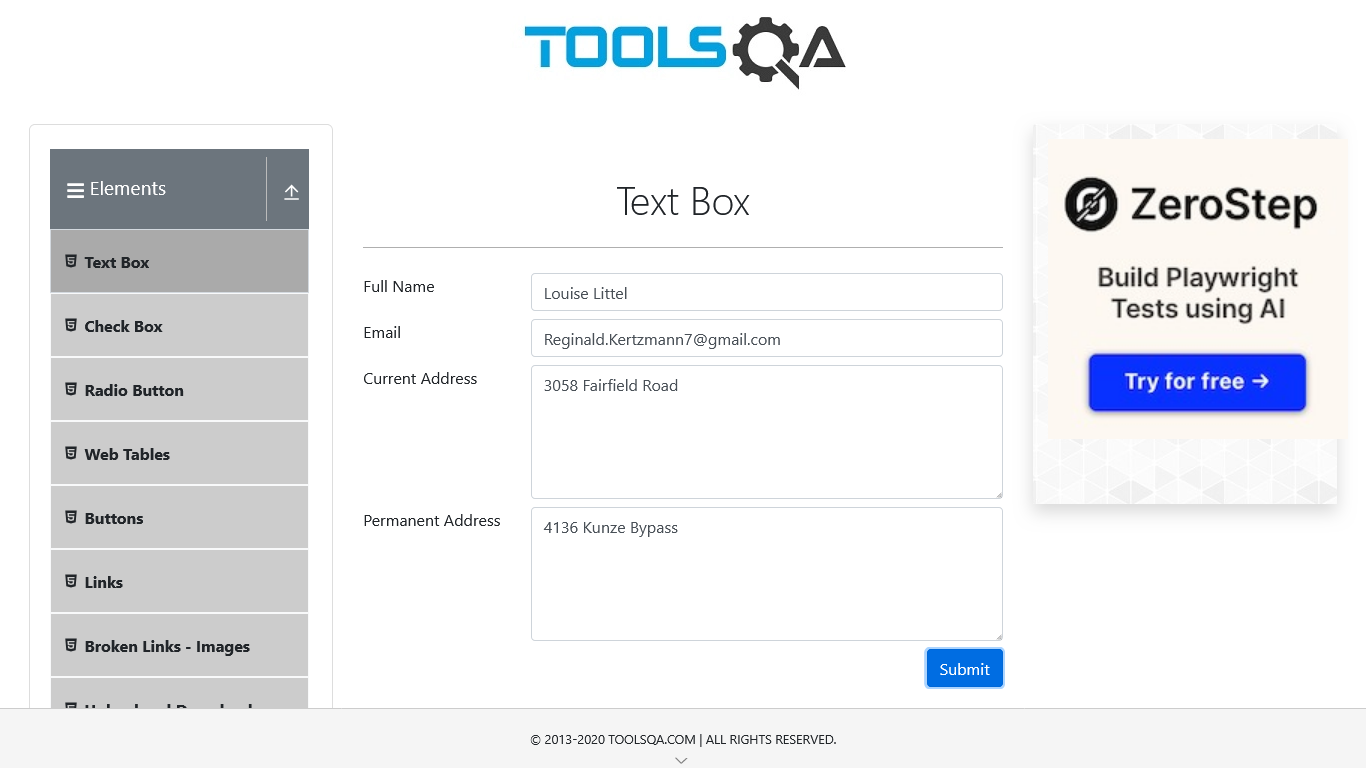 TOOLSQA
Elements
Text Box
Check Box
Radio Button
Web Tables
Buttons
Links
Broken Links - Images
Text Box
Full Name
Louise Littel
Email
Reginald.Kertzmann7@gmail.com
Current Address
3058 Fairfield Road
Permanent Address
4136 Kunze Bypass
Submit
ZeroStep
Build Playwright
Tests using AI
Try for free →
© 2013-2020 TOOLSQA.COM | ALL RIGHTS RESERVED.